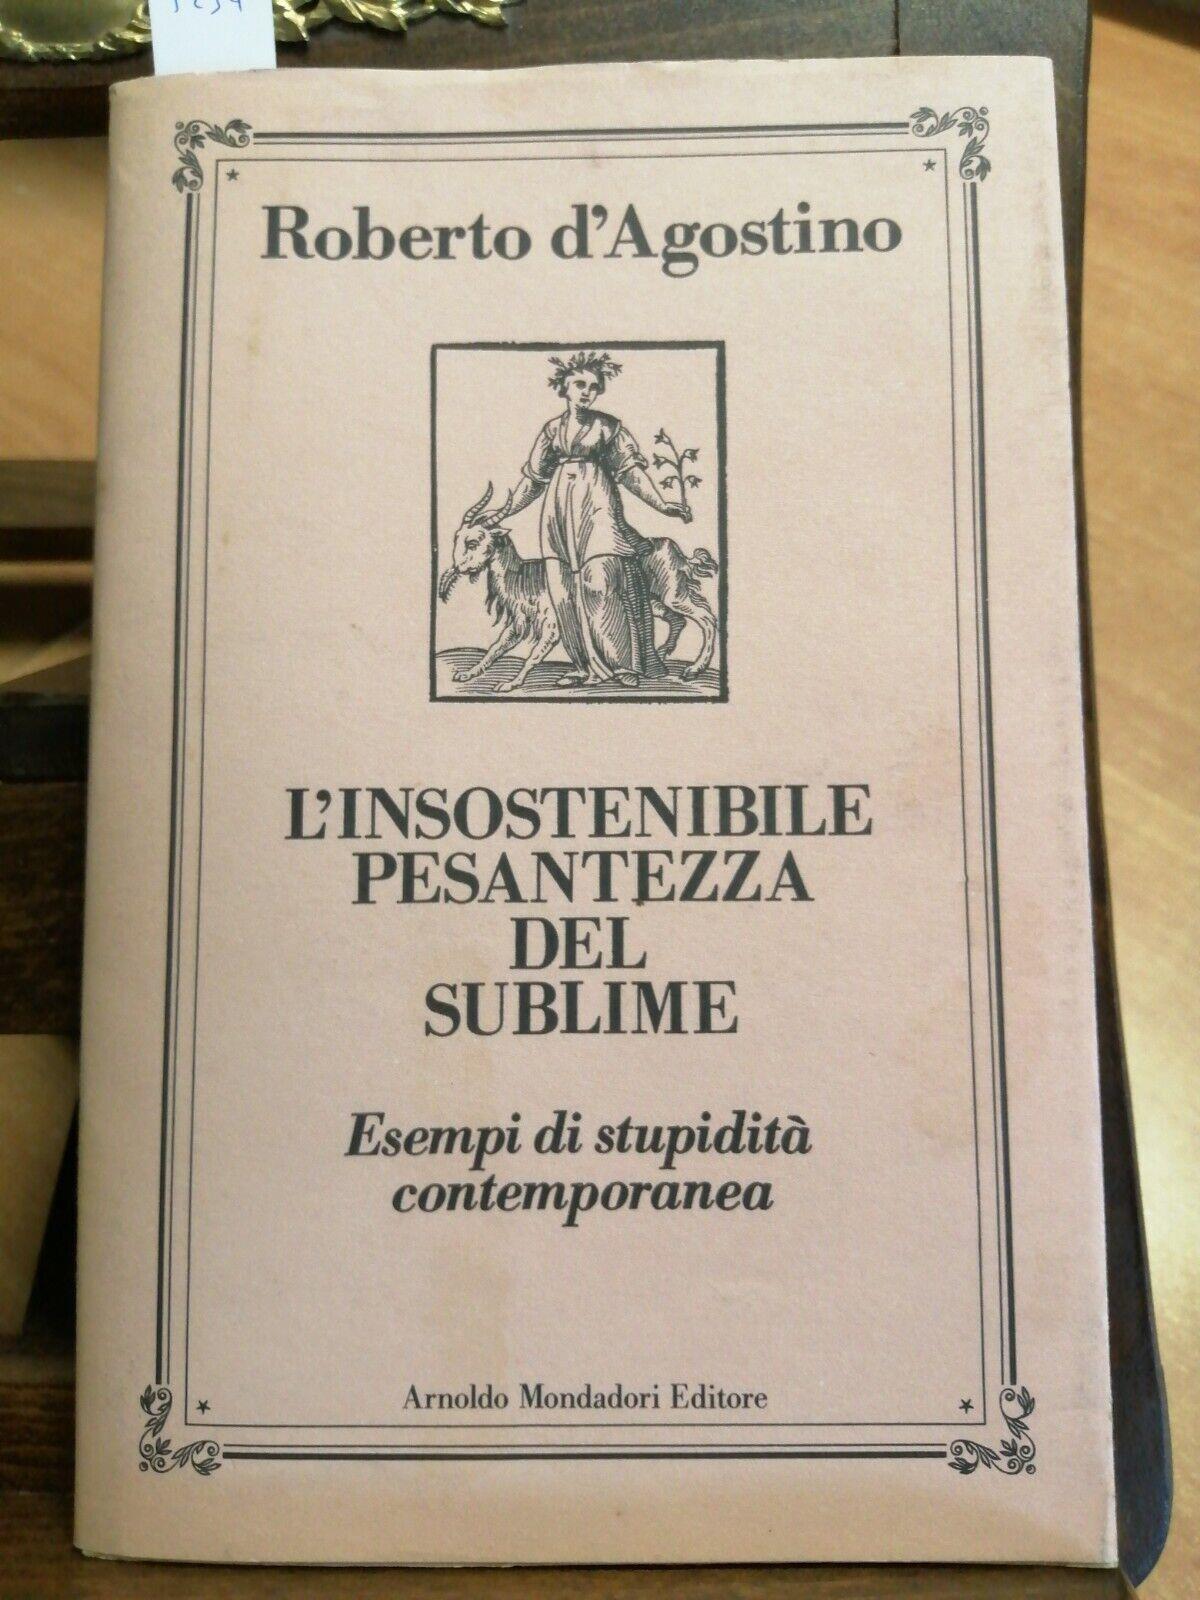 Roberto d'Agostino
L'INSOSTENIBILE
PESANTEZZA
DEL
SUBLIME
Esempi di stupidità
contemporanea
Arnoldo Mondadori Editore